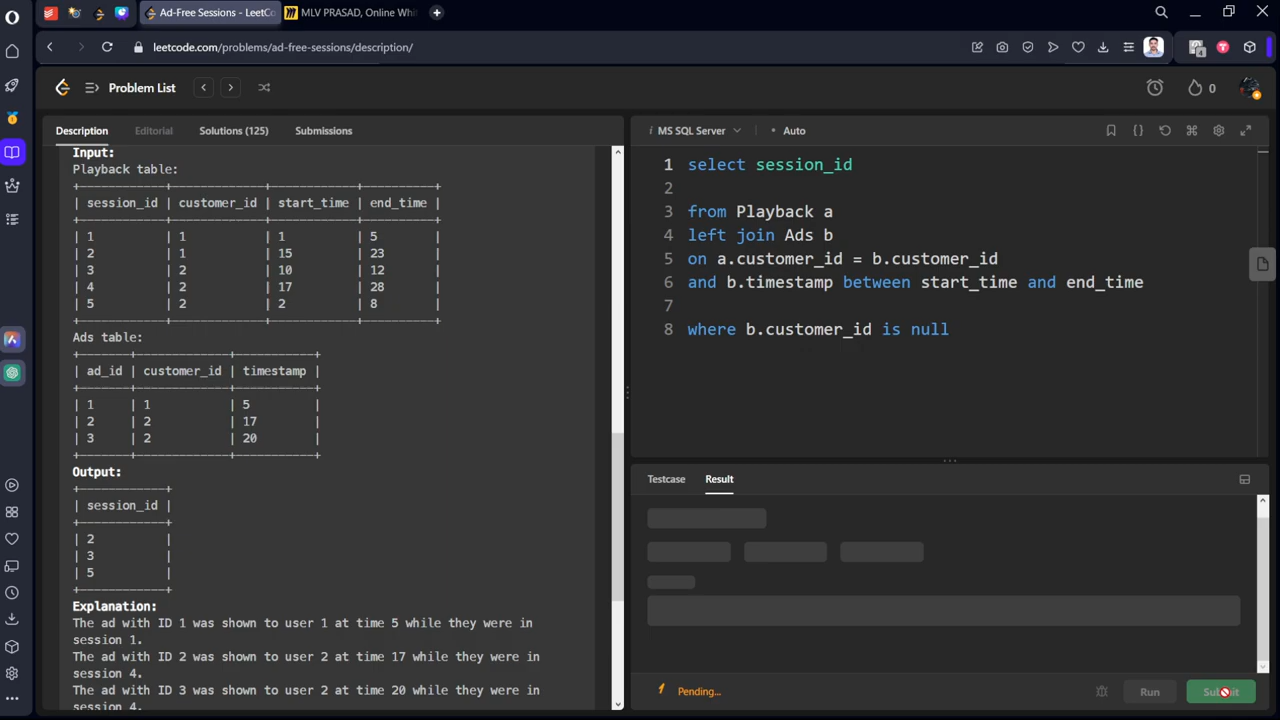 Ad-Free Sessions - LeetCo
MLV PRASAD, Online Whit
leetcode.com/problems/ad-free-sessions/description/
Problem List
0
Description
Editorial
Solutions (125)
Submissions
Input:
Playback table:
+------------+-------------+------------+----------+
| session_id | customer_id | start_time | end_time |
+------------+-------------+------------+----------+
| 1          | 1           | 1          | 5        |
| 2          | 1           | 15         | 23       |
| 3          | 2           | 10         | 12       |
| 4          | 2           | 17         | 28       |
| 5          | 2           | 2          | 8        |
+------------+-------------+------------+----------+
Ads table:
+-------+-------------+-----------+
| ad_id | customer_id | timestamp |
+-------+-------------+-----------+
| 1     | 1           | 5         |
| 2     | 2           | 17        |
| 3     | 2           | 20        |
+-------+-------------+-----------+
Output:
+------------+
| session_id |
+------------+
| 2          |
| 3          |
| 5          |
+------------+
Explanation:
The ad with ID 1 was shown to user 1 at time 5 while they were in
session 1.
The ad with ID 2 was shown to user 2 at time 17 while they were in
session 4.
The ad with ID 3 was shown to user 2 at time 20 while they were in
session 4.
i MS SQL Server
• Auto
1 select session_id
2
3 from Playback a
4 left join Ads b
5 on a.customer_id = b.customer_id
6 and b.timestamp between start_time and end_time
7
8 where b.customer_id is null
Testcase
Result
Pending...
Run
Submit